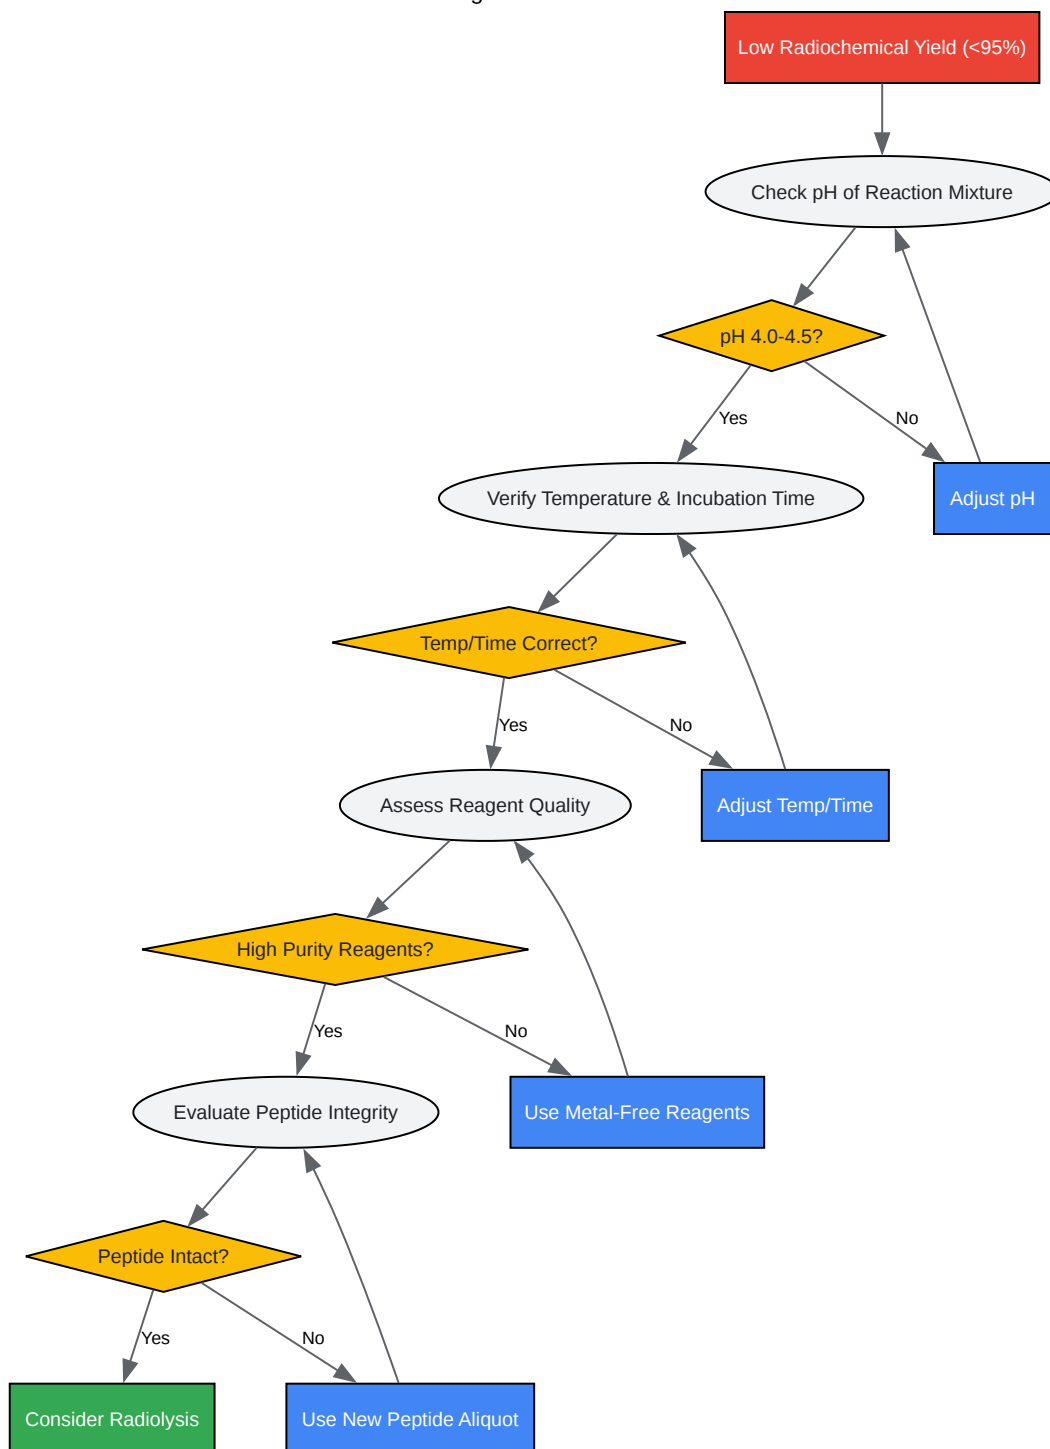 Low Radiochemical Yield (<95%)
Check pH of Reaction Mixture
pH 4.0-4.5?
Yes
No
Verify Temperature & Incubation Time
Adjust pH
Temp/Time Correct?
Yes
No
Assess Reagent Quality
Adjust Temp/Time
High Purity Reagents?
Yes
No
Evaluate Peptide Integrity
Use Metal-Free Reagents
Peptide Intact?
Yes
No
Consider Radiolysis
Use New Peptide Aliquot